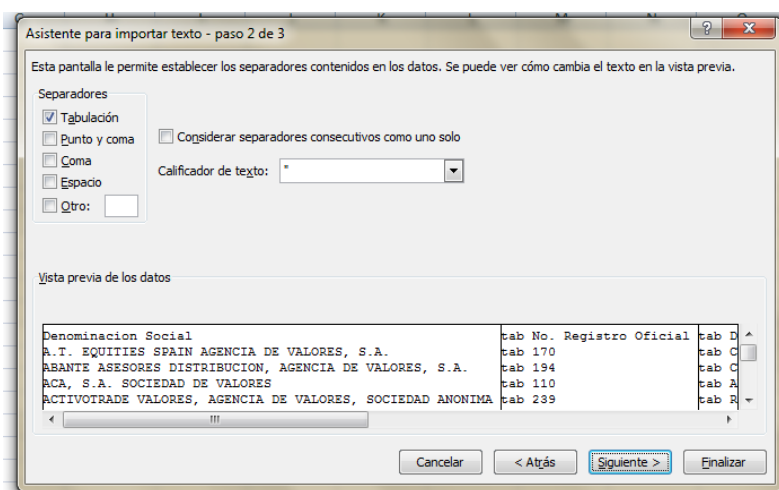 Asistente para importar texto - paso 2 de 3
Esta pantalla le permite establecer los separadores contenidos en los datos. Se puede ver cómo cambia el texto en la vista previa.
Separadores
Tabulación
Punto y coma
Coma
Espacio
Otro:
Considerar separadores consecutivos como uno solo
Calificador de texto: "
Vista previa de los datos
Denominacion Social tab No. Registro Oficial tab D
A.T. EQUITIES SPAIN AGENCIA DE VALORES, S.A. tab 170 tab C
ABANTE ASESORES DISTRIBUCION, AGENCIA DE VALORES, S.A. tab 194 tab C
ACA, S.A. SOCIEDAD DE VALORES tab 110 tab A
ACTIVOTRADE VALORES, AGENCIA DE VALORES, SOCIEDAD ANONIMA tab 239 tab R
Cancelar < Atrás Siguiente > Finalizar